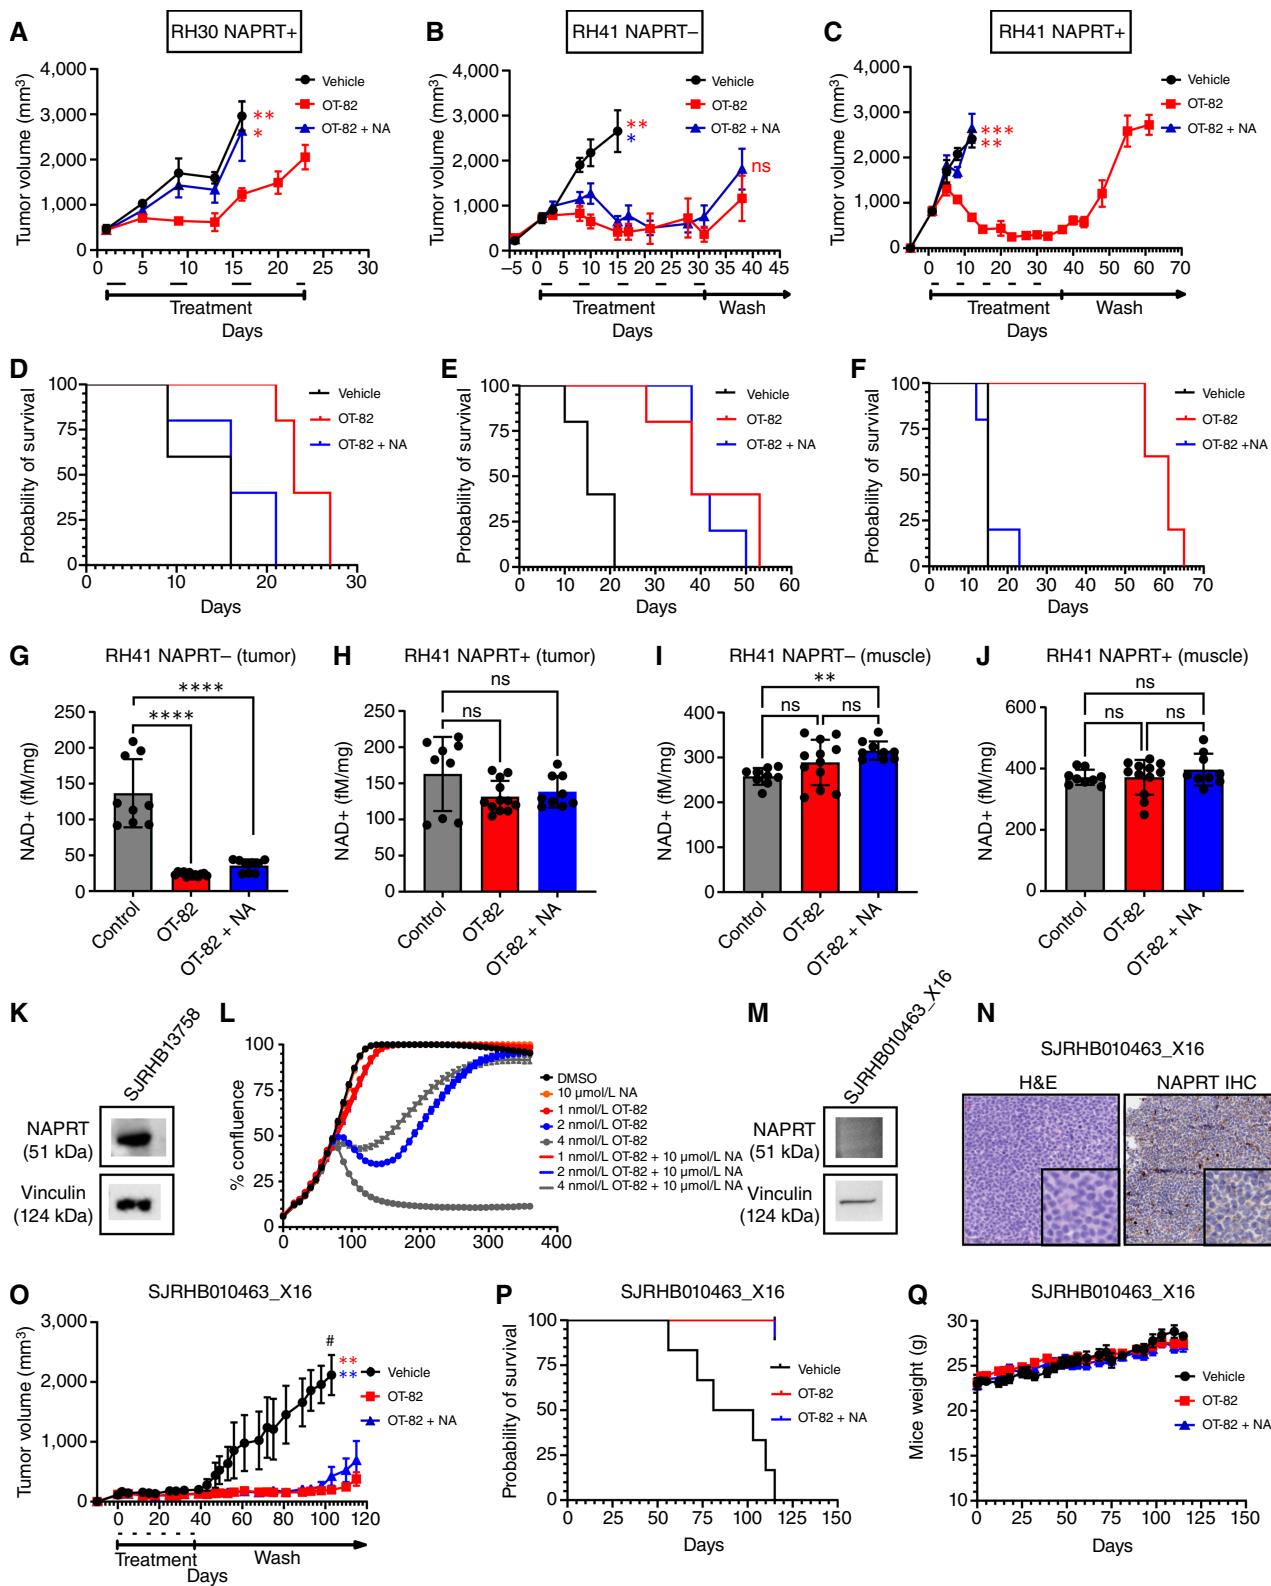 A
RH30 NAPRT+
Tumor volume (mm³)
4,000
3,000
2,000
1,000
0
0 5 10 15 20 25 30
Vehicle
OT-82
OT-82 + NA
**
*
Treatment
Days
B
RH41 NAPRT–
Tumor volume (mm³)
4,000
3,000
2,000
1,000
0
–5 0 5 10 15 20 25 30 35 40 45
Vehicle
OT-82
OT-82 + NA
**
*
ns
Treatment
Wash
Days
C
RH41 NAPRT+
Tumor volume (mm³)
4,000
3,000
2,000
1,000
0
0 10 20 30 40 50 60 70
Vehicle
OT-82
OT-82 + NA
***
**
Treatment
Wash
Days
D
Probability of survival
100
75
50
25
0
0 10 20 30
Vehicle
OT-82
OT-82 + NA
Days
E
Probability of survival
100
75
50
25
0
0 10 20 30 40 50 60
Vehicle
OT-82
OT-82 + NA
Days
F
Probability of survival
100
75
50
25
0
0 10 20 30 40 50 60 70
Vehicle
OT-82
OT-82 +NA
Days
G
RH41 NAPRT– (tumor)
NAD+ (fM/mg)
250
200
150
100
50
0
****
****
Control
OT-82
OT-82 + NA
H
RH41 NAPRT+ (tumor)
NAD+ (fM/mg)
250
200
150
100
50
0
ns
ns
Control
OT-82
OT-82 + NA
I
RH41 NAPRT– (muscle)
NAD+ (fM/mg)
400
300
200
100
0
**
ns
ns
Control
OT-82
OT-82 + NA
J
RH41 NAPRT+ (muscle)
NAD+ (fM/mg)
600
400
200
0
ns
ns
ns
Control
OT-82
OT-82 + NA
K
SJRHB13758
NAPRT
(51 kDa)
Vinculin
(124 kDa)
L
% confluence
100
75
50
25
0
0 100 200 300 400
DMSO
10 µmol/L NA
1 nmol/L OT-82
2 nmol/L OT-82
4 nmol/L OT-82
1 nmol/L OT-82 + 10 µmol/L NA
2 nmol/L OT-82 + 10 µmol/L NA
4 nmol/L OT-82 + 10 µmol/L NA
M
SJRHB010463_X16
NAPRT
(51 kDa)
Vinculin
(124 kDa)
N
SJRHB010463_X16
H&E
NAPRT IHC
O
SJRHB010463_X16
Tumor volume (mm³)
3,000
2,000
1,000
0
0 20 40 60 80 100 120
#
**
**
Vehicle
OT-82
OT-82 + NA
Treatment
Wash
Days
P
SJRHB010463_X16
Probability of survival
100
75
50
25
0
0 25 50 75 100 125 150
Vehicle
OT-82
OT-82 + NA
Days
Q
SJRHB010463_X16
Mice weight (g)
30
25
20
15
10
0 25 50 75 100 125 150
Vehicle
OT-82
OT-82 + NA
Days